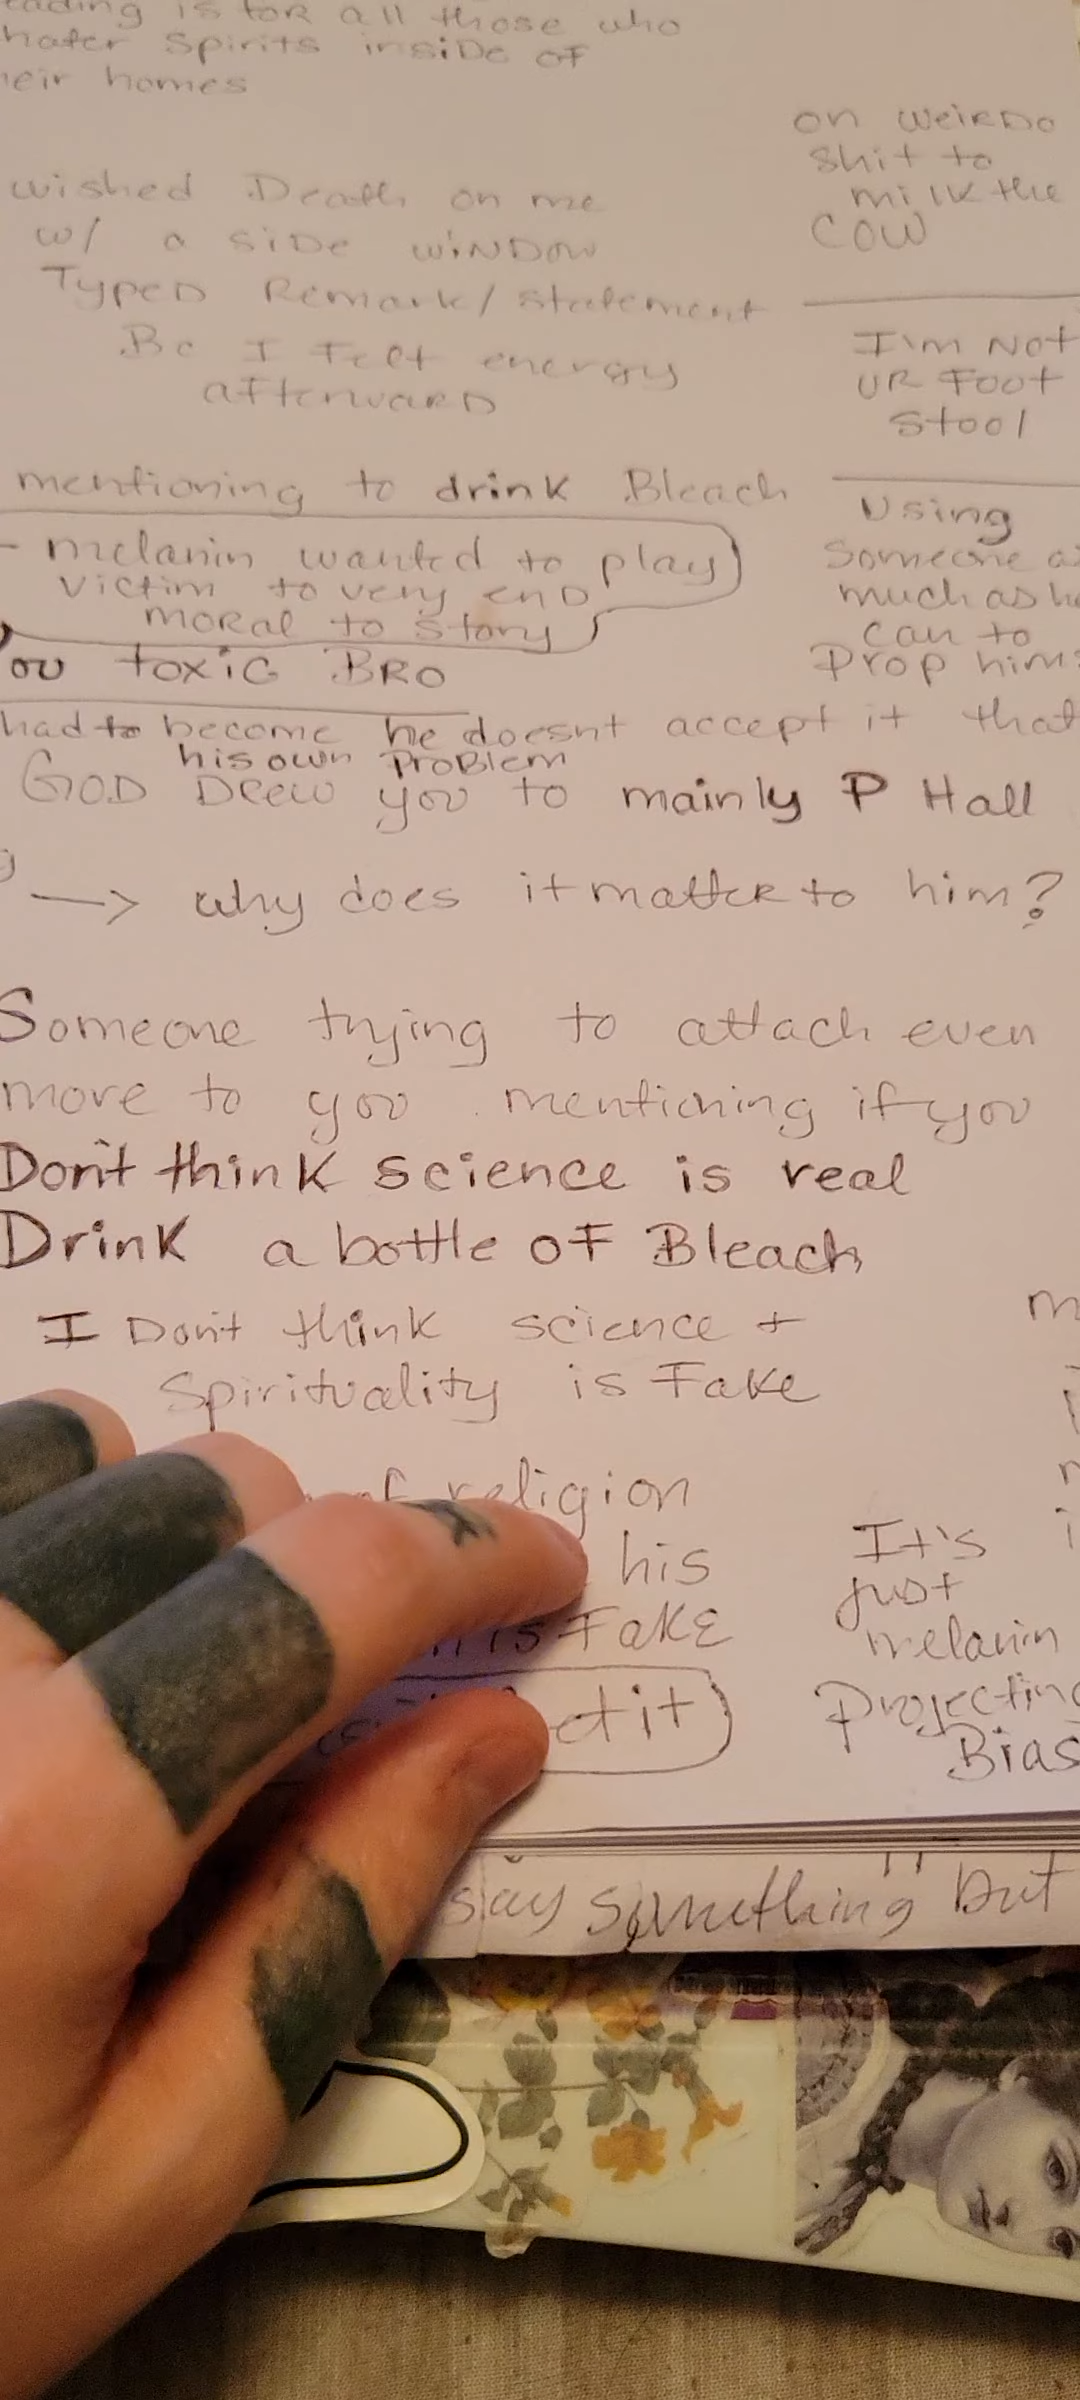 is for all those who
spirits inside of
homes
wished Death on me
w/ a side window
Typed Remark/statement
Bc I Felt energy
afterward
mentioning to drink Bleach
- melanin wanted to play
victim to very end
moral to story
toxic BRO
had to become he doesnt accept it that
his own problem
GOD Drew you to mainly P Hall
→ why does it matter to him?
Someone trying to attach even
more to you mentioning if you
Don't think science is real
Drink a bottle of Bleach
I Don't think science +
Spirituality is Fake
of religion
his
is Fake
on weirdo
shit to
milk the
cow
I'm Not
ur Foot
stool
Using
Someone
much as
can to
Prop him
It's
just
melanin
Projecting
Bias
say something but